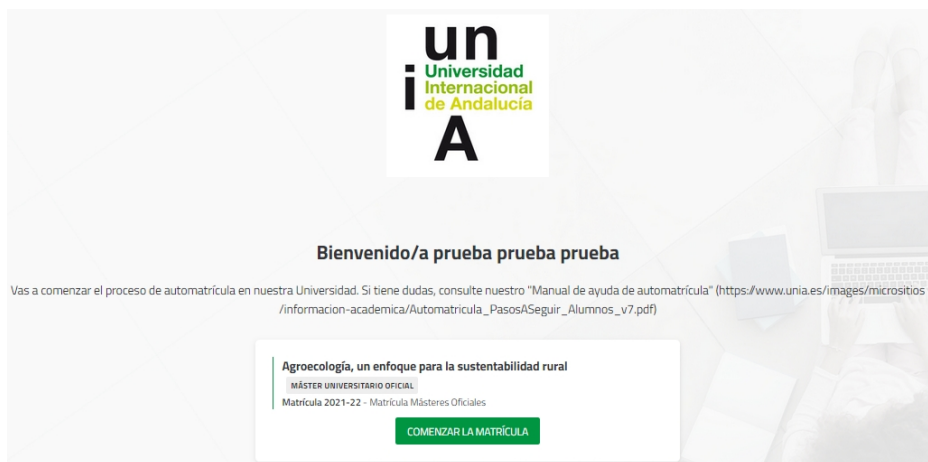 un
i
Universidad
Internacional
de Andalucía
A
Bienvenido/a prueba prueba prueba
Vas a comenzar el proceso de automatrícula en nuestra Universidad. Si tiene dudas, consulte nuestro "Manual de ayuda de automatrícula" (https://www.unia.es/images/micrositios
/informacion-academica/Automatricula_PasosASeguir_Alumnos_v7.pdf)
Agroecología, un enfoque para la sustentabilidad rural
MÁSTER UNIVERSITARIO OFICIAL
Matrícula 2021-22 - Matrícula Másteres Oficiales
COMENZAR LA MATRÍCULA